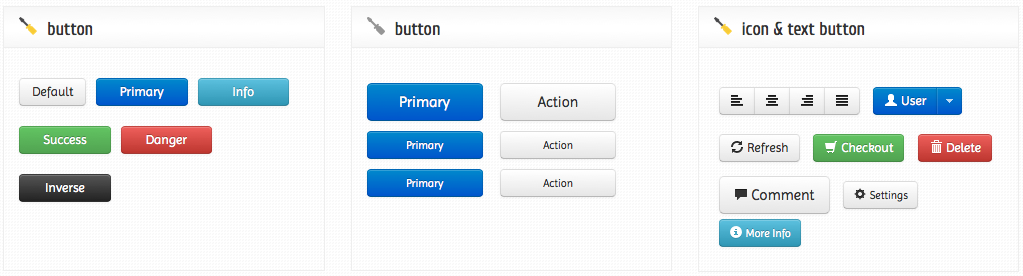 button
Default Primary Info
Success Danger
Inverse
button
Primary Action
Primary Action
Primary Action
icon & text button
User
Refresh Checkout Delete
Comment Settings
More Info